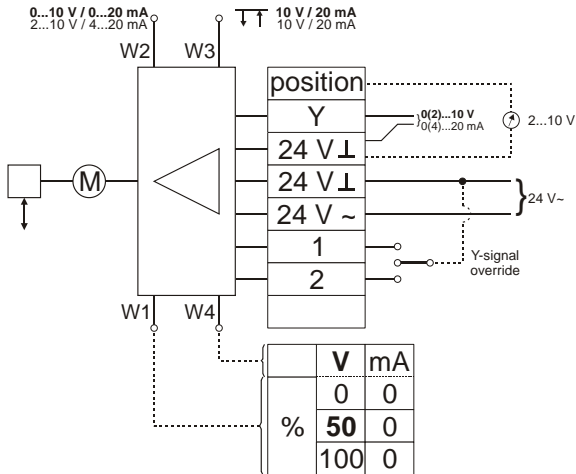 0...10 V / 0...20 mA
2...10 V / 4...20 mA
10 V / 20 mA
10 V / 20 mA
W2
W3
position
Y
0(2)...10 V
0(4)...20 mA
2...10 V
24 V ⊥
M
24 V ⊥
24 V ~
24 V~
1
2
Y-signal
override
W1
W4
V mA
0 0
% 50 0
100 0